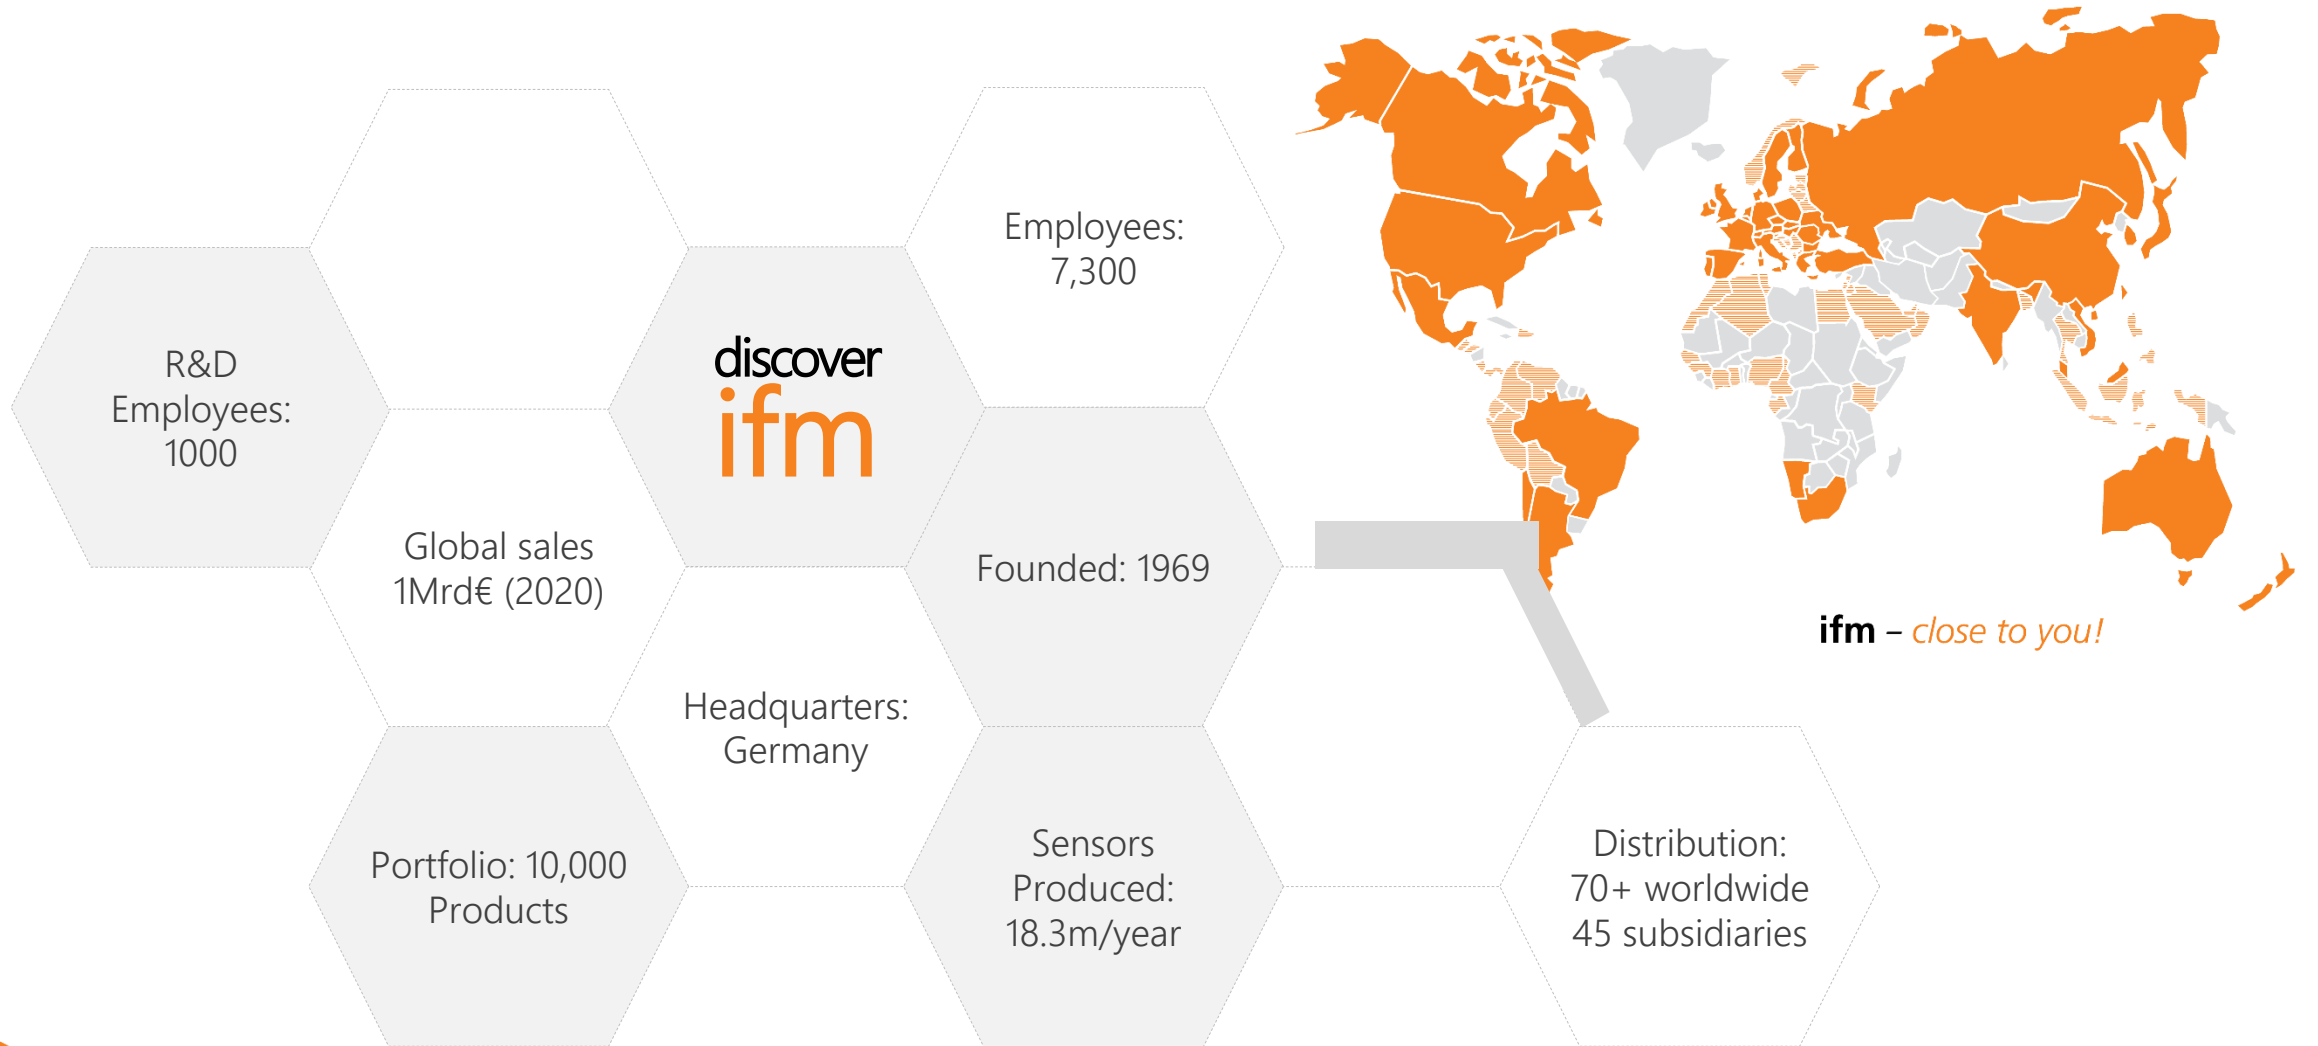 Employees:
7,300
discover
ifm
R&D
Employees:
1000
Global sales
1Mrd€ (2020)
Founded: 1969
ifm – close to you!
Headquarters:
Germany
Portfolio: 10,000
Products
Sensors
Produced:
18.3m/year
Distribution:
70+ worldwide
45 subsidiaries